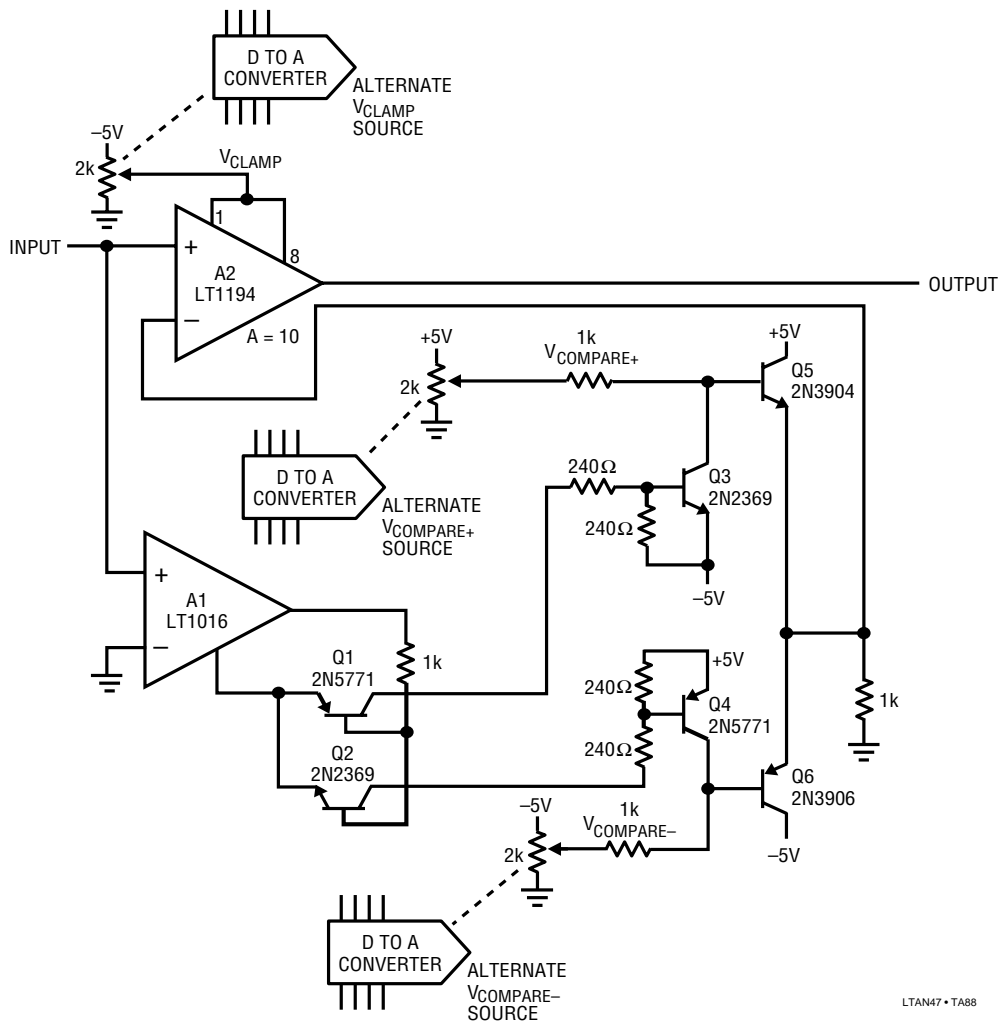 D TO A
CONVERTER
ALTERNATE
VCLAMP
SOURCE
–5V
2k
VCLAMP
1
8
INPUT
+
A2
LT1194
–
A = 10
OUTPUT
+5V
2k
1k
VCOMPARE+
+5V
Q5
2N3904
D TO A
CONVERTER
ALTERNATE
VCOMPARE+
SOURCE
240Ω
240Ω
Q3
2N2369
–5V
+
A1
LT1016
–
1k
Q1
2N5771
Q2
2N2369
+5V
240Ω
240Ω
Q4
2N5771
1k
Q6
2N3906
–5V
–5V
2k
1k
VCOMPARE–
D TO A
CONVERTER
ALTERNATE
VCOMPARE–
SOURCE
LTAN47 • TA88